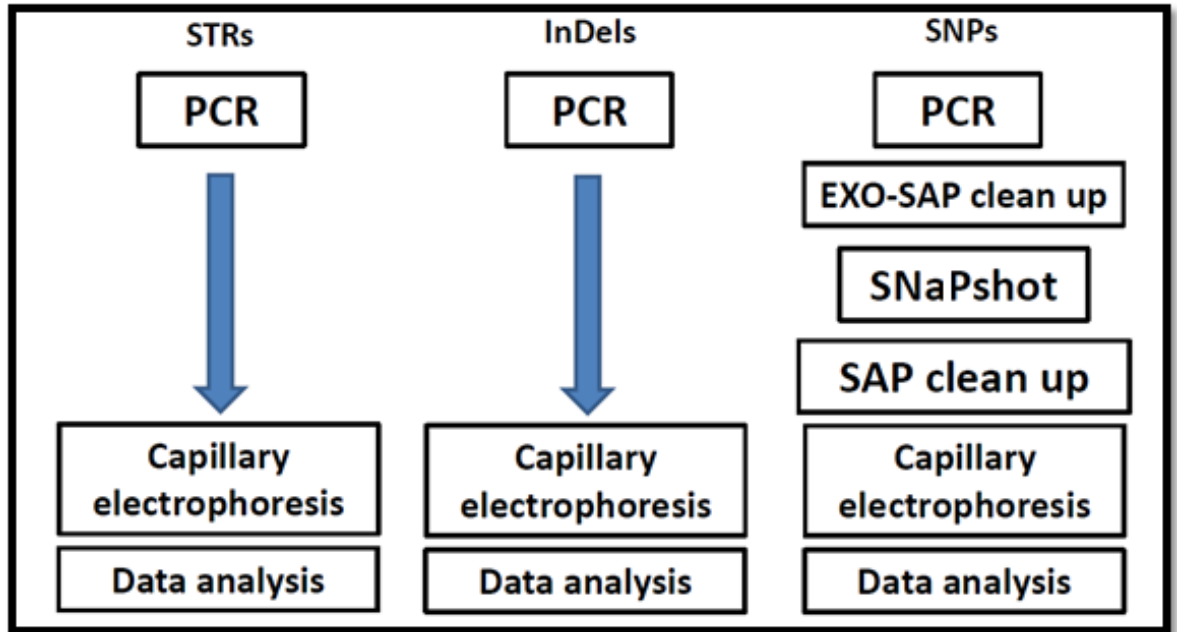 STRs
PCR
Capillary
electrophoresis
Data analysis
InDels
PCR
Capillary
electrophoresis
Data analysis
SNPs
PCR
EXO-SAP clean up
SNaPshot
SAP clean up
Capillary
electrophoresis
Data analysis